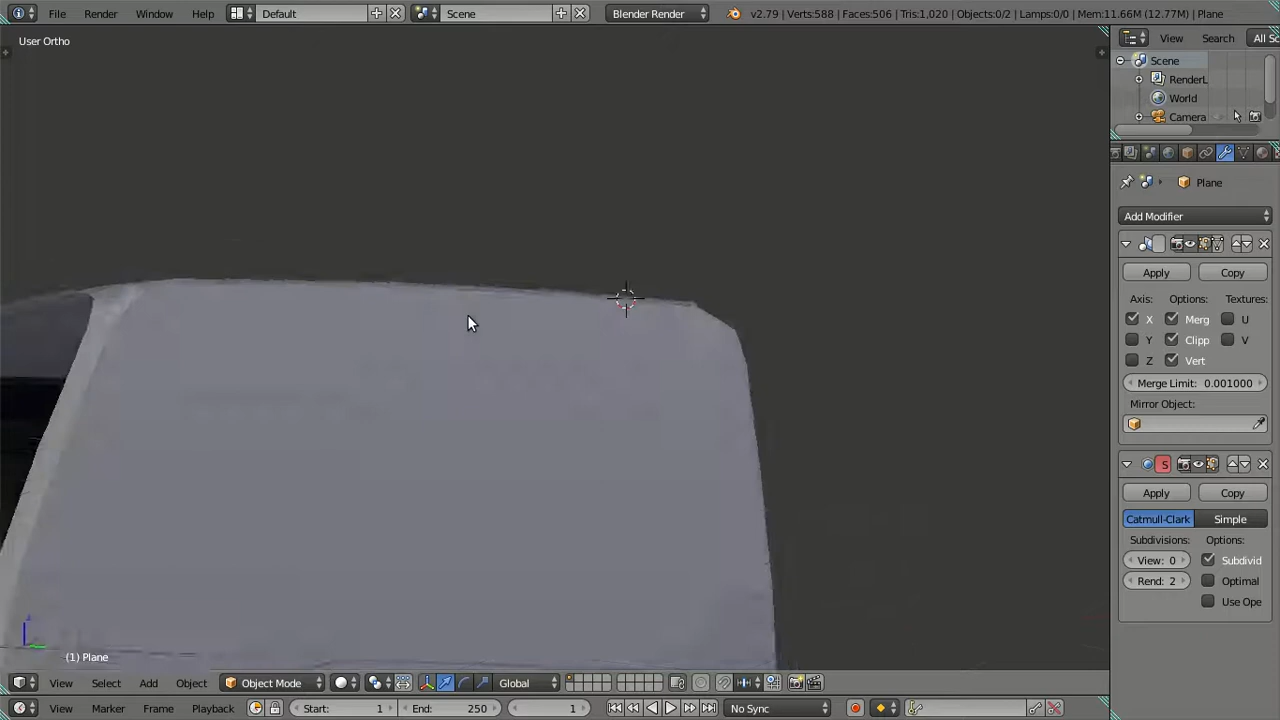 File Render Window Help Default Scene Blender Render v2.79 | Verts:588 | Faces:506 | Tris:1,020 | Objects:0/2 | Lamps:0/0 | Mem:11.66M (12.77M) | Plane
User Ortho
View Search All Sc
Scene
RenderL
World
Camera
Plane
Add Modifier
Apply Copy
Axis: Options: Textures:
X Merg U
Y Clipp V
Z Vert
Merge Limit: 0.001000
Mirror Object:
S
Apply Copy
Catmull-Clark Simple
Subdivisions: Options:
View: 0 Subdivid
Rend: 2 Optimal
Use Ope
(1) Plane
View Select Add Object Object Mode Global
View Marker Frame Playback Start: 1 End: 250 1 No Sync